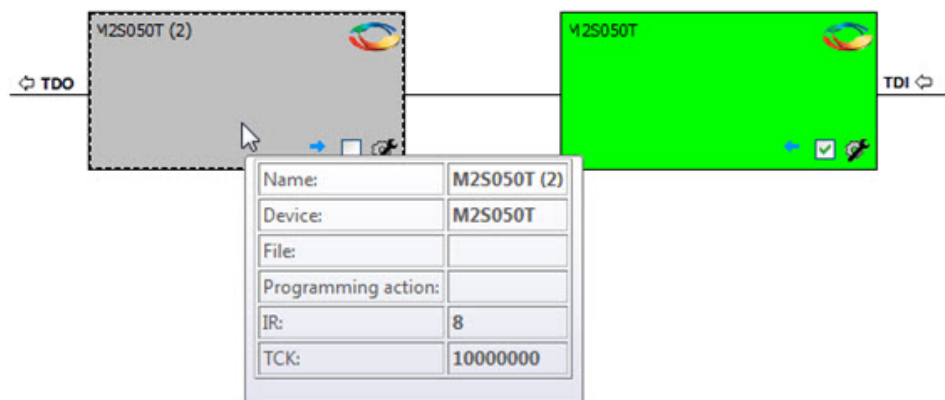 M2S050T (2)
M2S050T
TDO
TDI
Name: M2S050T (2)
Device: M2S050T
File:
Programming action:
IR: 8
TCK: 10000000